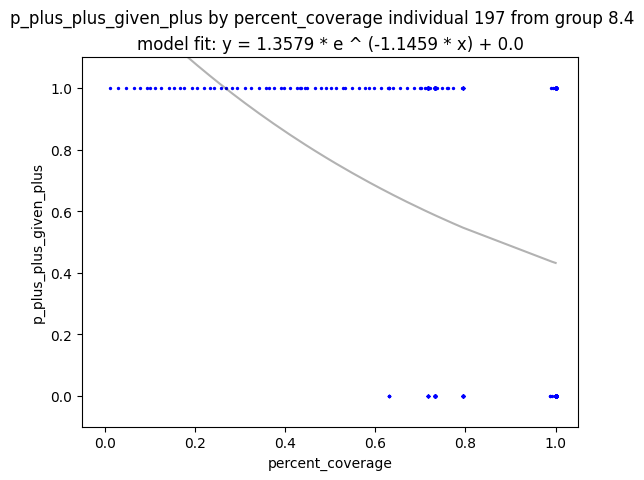 p_plus_plus_given_plus by percent_coverage individual 197 from group 8.4
model fit: y = 1.3579 * e ^ (-1.1459 * x) + 0.0
p_plus_plus_given_plus
1.0
0.8
0.6
0.4
0.2
0.0
0.0 0.2 0.4 0.6 0.8 1.0
percent_coverage